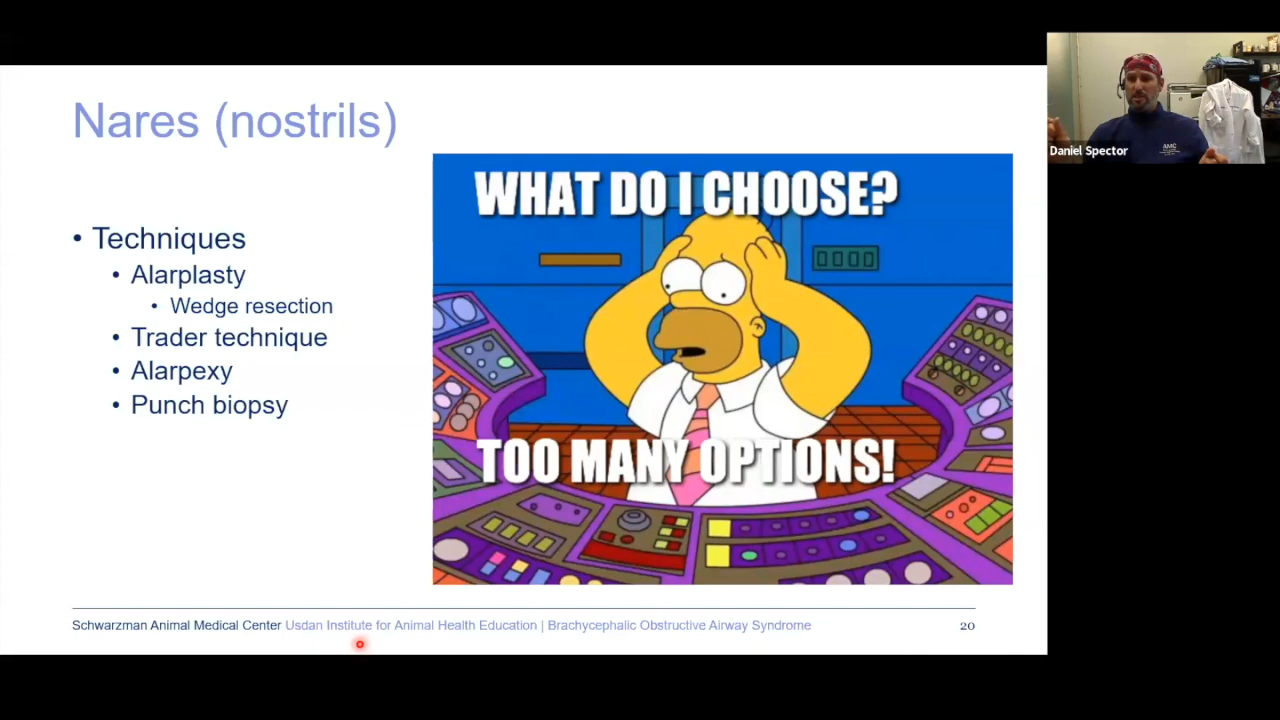 Nares (nostrils)
• Techniques
• Alarplasty
• Wedge resection
• Trader technique
• Alarpexy
• Punch biopsy
WHAT DO I CHOOSE?
TOO MANY OPTIONS!
Schwarzman Animal Medical Center Usdan Institute for Animal Health Education | Brachycephalic Obstructive Airway Syndrome
20
Daniel Spector
AMC